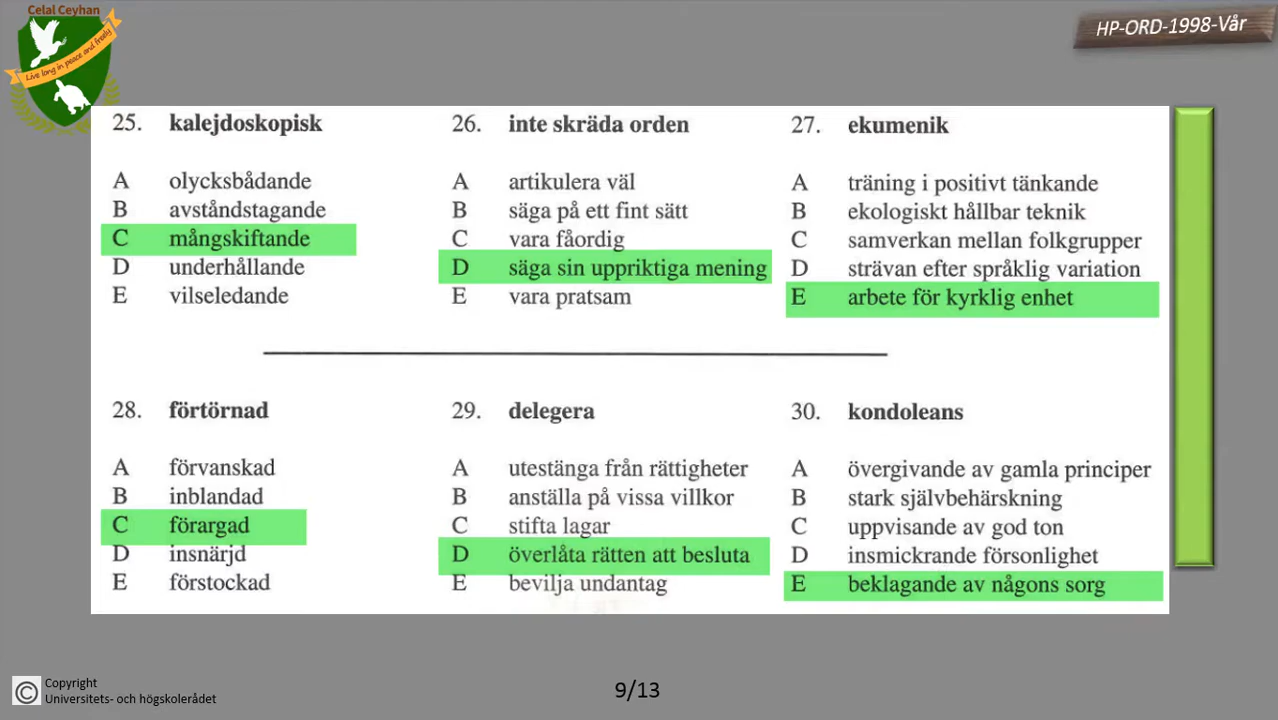 Celal Ceyhan
Live long in peace and freely
HP-ORD-1998-Vår
25. kalejdoskopisk
A olycksbådande
B avståndstagande
C mångskiftande
D underhållande
E vilseledande
26. inte skräda orden
A artikulera väl
B säga på ett fint sätt
C vara fåordig
D säga sin uppriktiga mening
E vara pratsam
27. ekumenik
A träning i positivt tänkande
B ekologiskt hållbar teknik
C samverkan mellan folkgrupper
D strävan efter språklig variation
E arbete för kyrklig enhet
28. förtörnad
A förvanskad
B inblandad
C förargad
D insnärjd
E förstockad
29. delegera
A utestänga från rättigheter
B anställa på vissa villkor
C stifta lagar
D överlåta rätten att besluta
E bevilja undantag
30. kondoleans
A övergivande av gamla principer
B stark självbehärskning
C uppvisande av god ton
D insmickrande försonlighet
E beklagande av någons sorg
© Copyright
Universitets- och högskolerådet
9/13